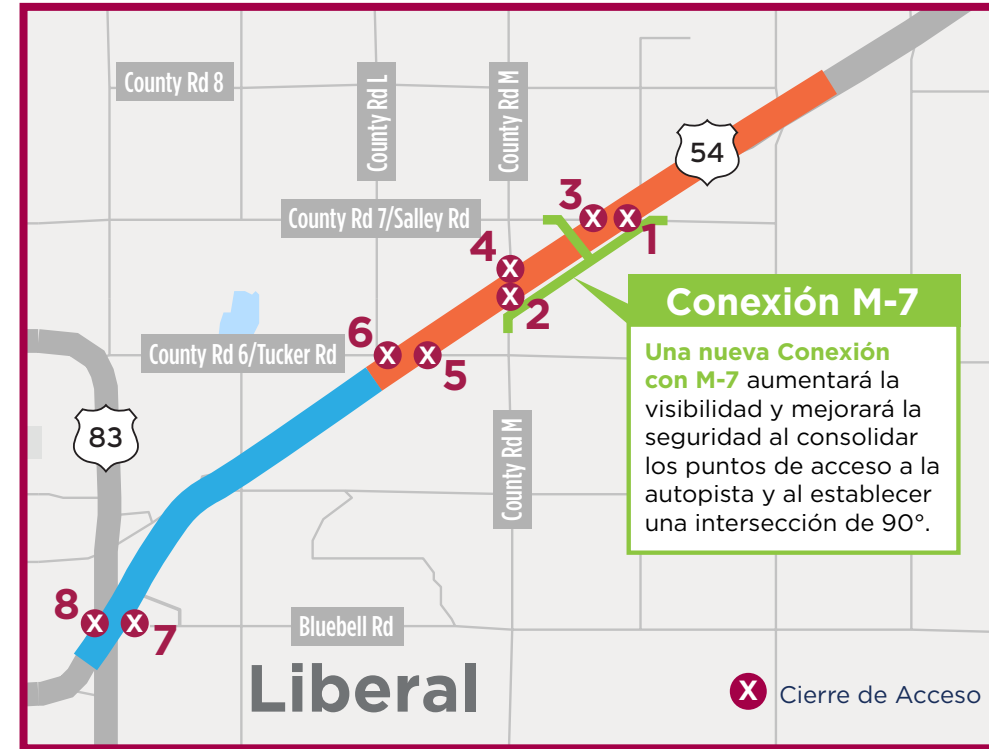 County Rd 8
County Rd L
County Rd M
54
County Rd 7/Salley Rd
3
1
4
2
Conexión M-7
Una nueva Conexión
con M-7 aumentará la
visibilidad y mejorará la
seguridad al consolidar
los puntos de acceso a la
autopista y al establecer
una intersección de 90°.
6
5
County Rd 6/Tucker Rd
83
County Rd M
8
7
Bluebell Rd
Liberal
X Cierre de Acceso
X
X
X
X
X
X
X
X